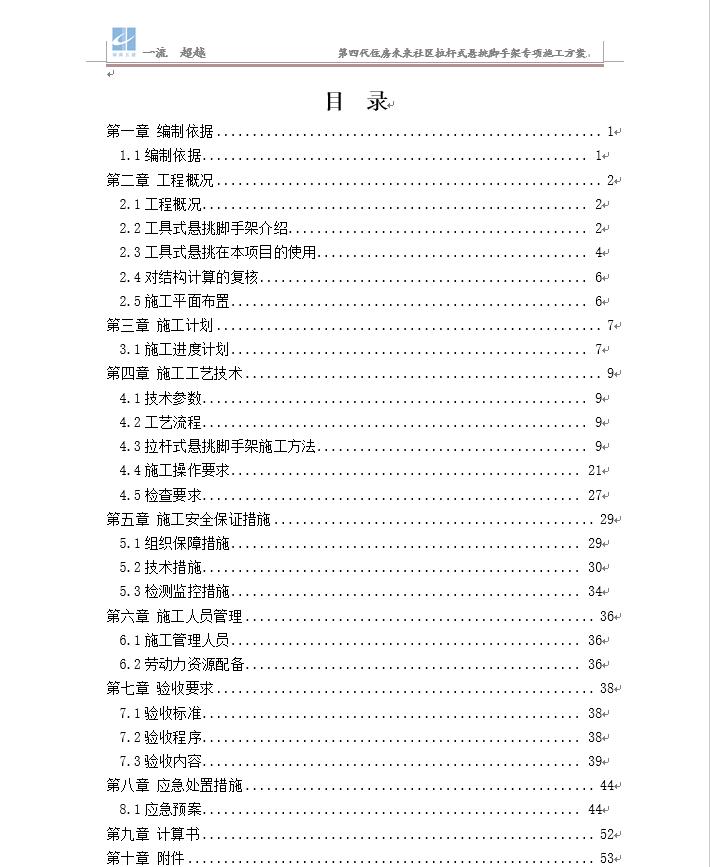 一流 超越
第四代住房未来社区拉杆式悬挑脚手架专项施工方案
目 录
第一章 编制依据...................................................... 1
1.1编制依据...................................................... 1
第二章 工程概况...................................................... 2
2.1工程概况...................................................... 2
2.2工具式悬挑脚手架介绍.......................................... 2
2.3工具式悬挑在本项目的使用...................................... 4
2.4对结构计算的复核.............................................. 6
2.5施工平面布置.................................................. 6
第三章 施工计划...................................................... 7
3.1施工进度计划.................................................. 7
第四章 施工工艺技术.................................................. 9
4.1技术参数...................................................... 9
4.2工艺流程...................................................... 9
4.3拉杆式悬挑脚手架施工方法...................................... 9
4.4施工操作要求................................................. 21
4.5检查要求..................................................... 27
第五章 施工安全保证措施............................................. 29
5.1组织保障措施................................................. 29
5.2技术措施..................................................... 30
5.3检测监控措施................................................. 34
第六章 施工人员管理................................................. 36
6.1施工管理人员................................................. 36
6.2劳动力资源配备............................................... 36
第七章 验收要求..................................................... 38
7.1验收标准..................................................... 38
7.2验收程序..................................................... 38
7.3验收内容..................................................... 39
第八章 应急处置措施................................................. 44
8.1应急预案..................................................... 44
第九章 计算书....................................................... 52
第十章 附件......................................................... 53